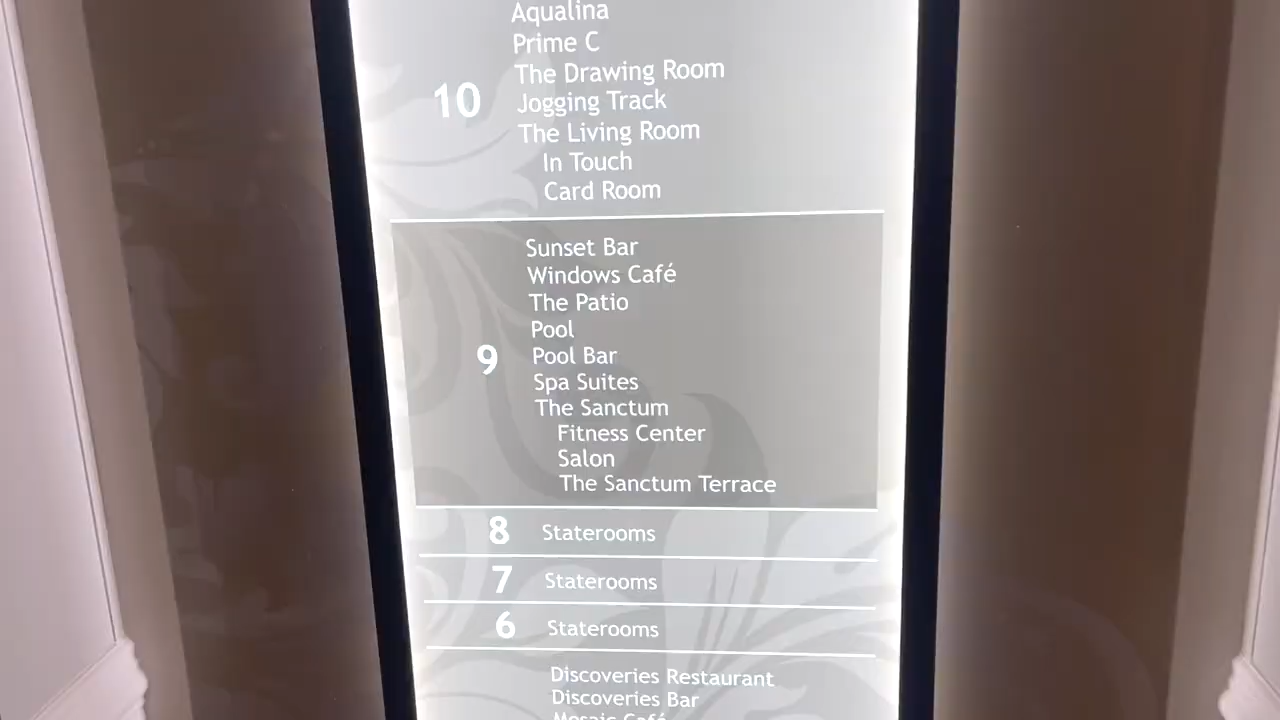 Aqualina
Prime C
The Drawing Room
10
Jogging Track
The Living Room
In Touch
Card Room
Sunset Bar
Windows Café
The Patio
Pool
9
Pool Bar
Spa Suites
The Sanctum
Fitness Center
Salon
The Sanctum Terrace
8 Staterooms
7 Staterooms
6 Staterooms
Discoveries Restaurant
Discoveries Bar
Mosaic Café